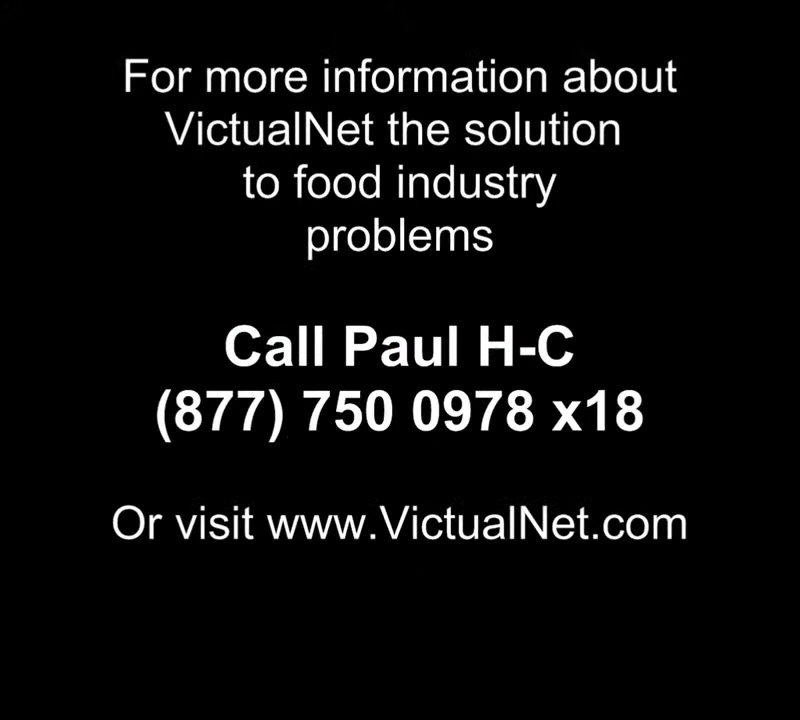 For more information about
VictualNet the solution
to food industry
problems
Call Paul H-C
(877) 750 0978 x18
Or visit www.VictualNet.com